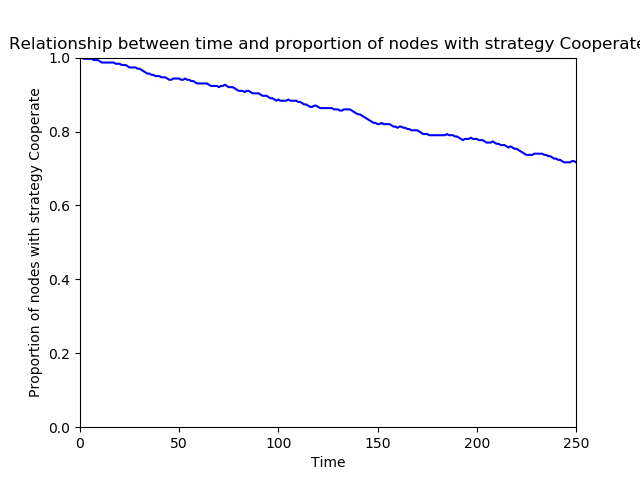 Relationship between time and proportion of nodes with strategy Cooperate
1.0
0.8
0.6
0.4
0.2
0.0
Proportion of nodes with strategy Cooperate
0 50 100 150 200 250
Time